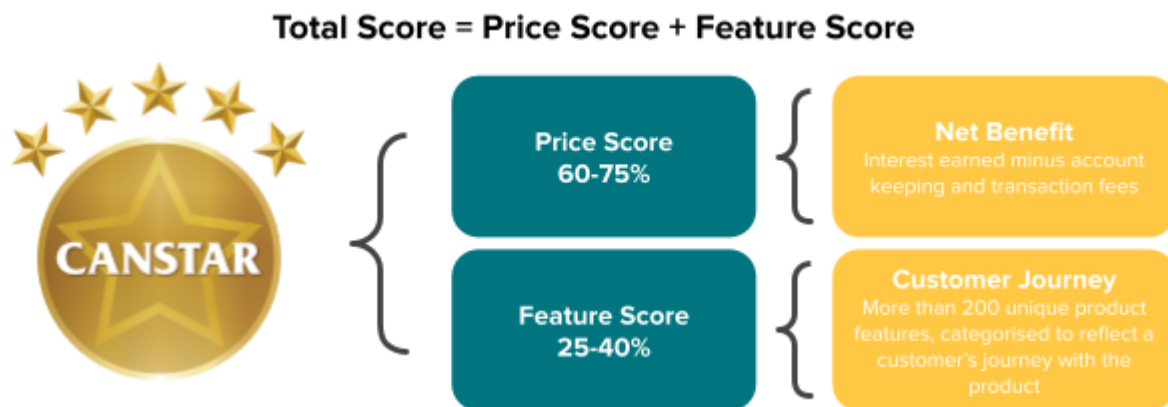 Total Score = Price Score + Feature Score
CANSTAR
Price Score
60-75%
Net Benefit
Interest earned minus account
keeping and transaction fees
Feature Score
25-40%
Customer Journey
More than 200 unique product
features, categorised to reflect a
customer's journey with the
product